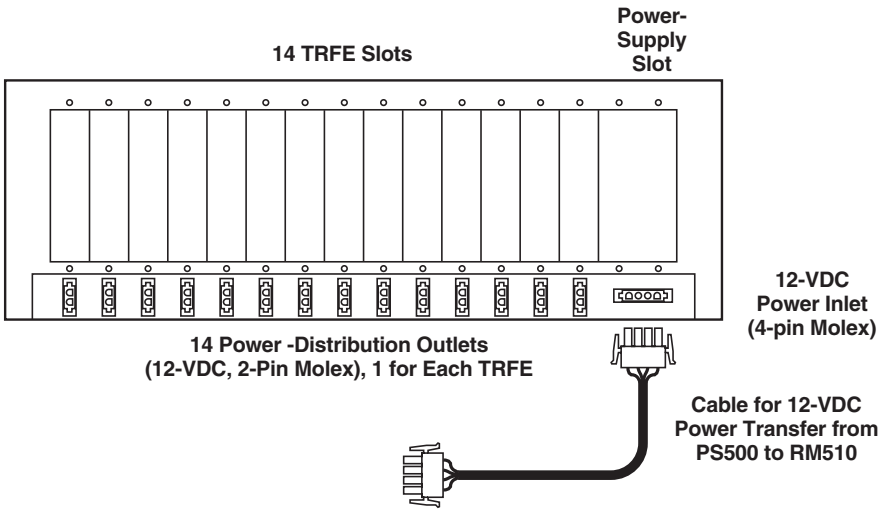 Power-
Supply
Slot
14 TRFE Slots
12-VDC
Power Inlet
(4-pin Molex)
14 Power -Distribution Outlets
(12-VDC, 2-Pin Molex), 1 for Each TRFE
Cable for 12-VDC
Power Transfer from
PS500 to RM510